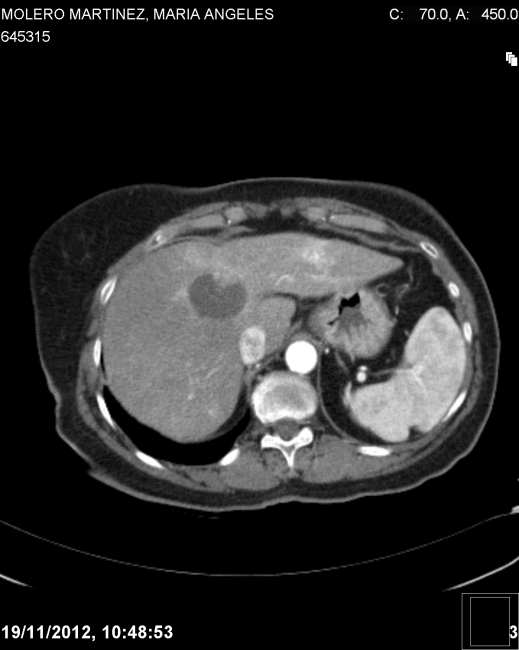 MOLERO MARTINEZ, MARIA ANGELES
C: 70.0, A: 450.0
645315
19/11/2012, 10:48:53
3